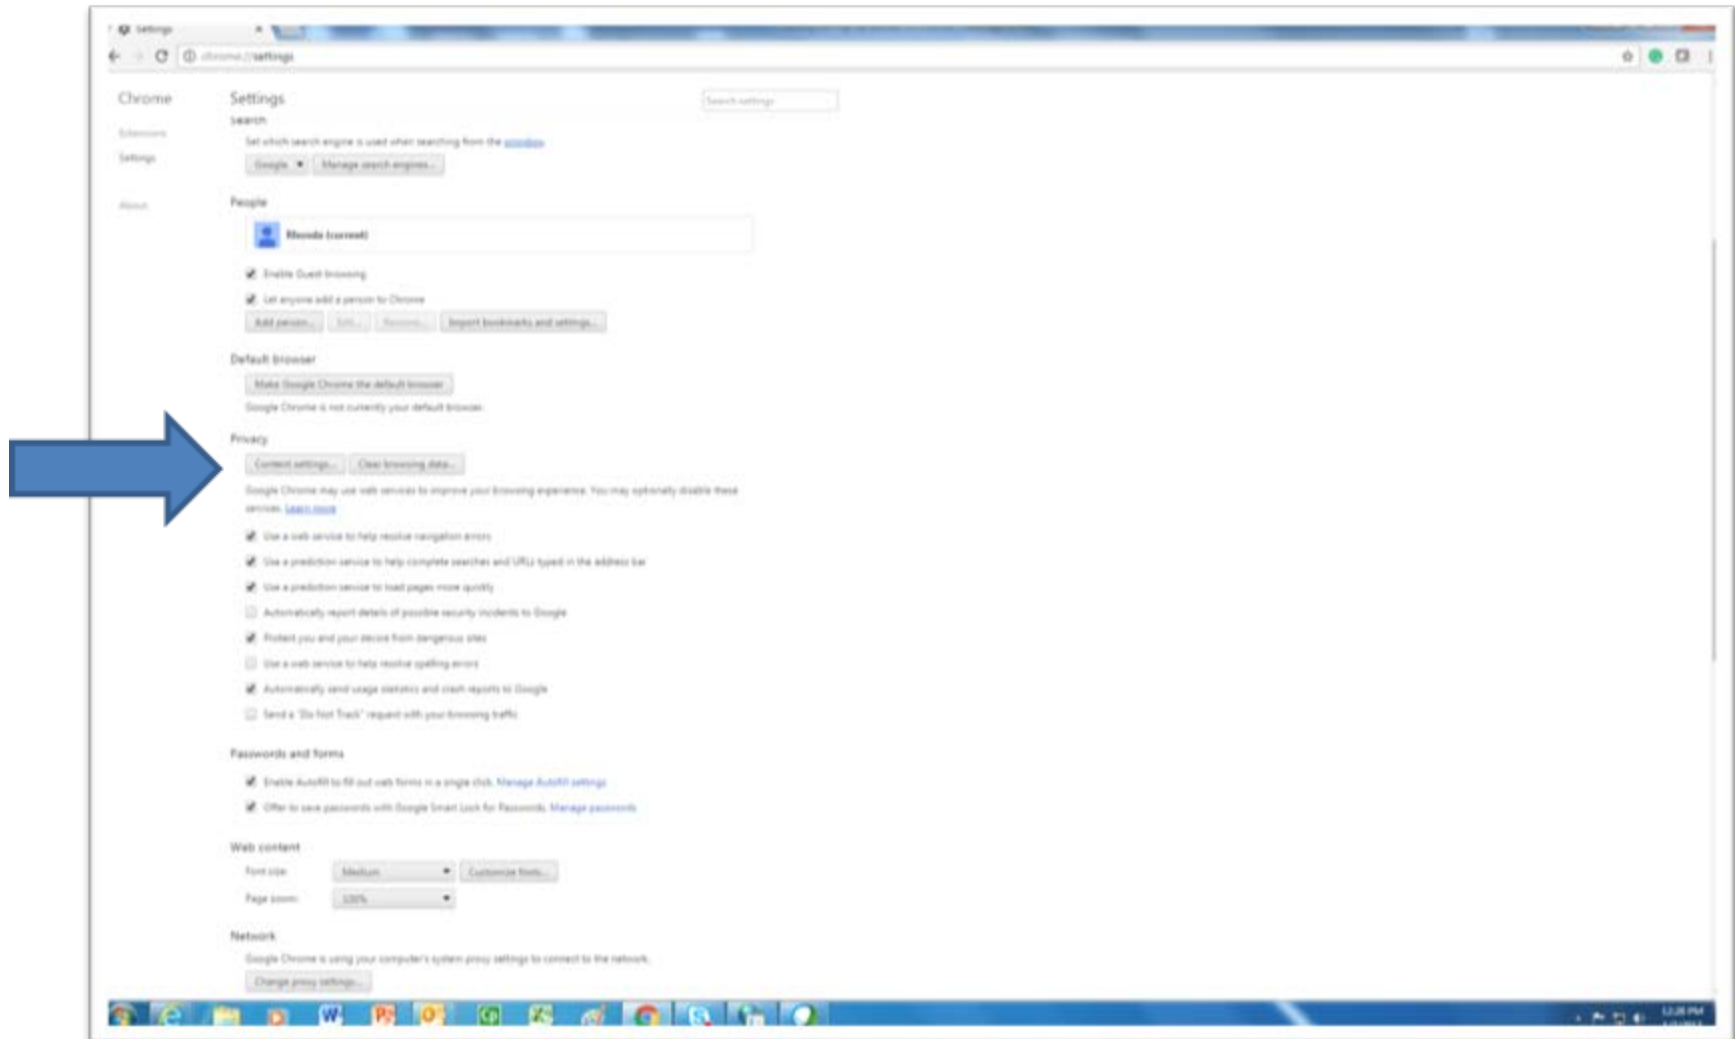 Settings
chrome://settings
Chrome
Settings
Search settings
Extensions
Settings
About
Search
Set which search engine is used when searching from the omnibox.
Google Manage search engines...
People
Rhonda (current)
Enable Guest browsing
Let anyone add a person to Chrome
Add person... Edit... Remove... Import bookmarks and settings...
Default browser
Make Google Chrome the default browser
Google Chrome is not currently your default browser.
Privacy
Content settings... Clear browsing data...
Google Chrome may use web services to improve your browsing experience. You may optionally disable these
services. Learn more
Use a web service to help resolve navigation errors
Use a prediction service to help complete searches and URLs typed in the address bar
Use a prediction service to load pages more quickly
Automatically report details of possible security incidents to Google
Protect you and your device from dangerous sites
Use a web service to help resolve spelling errors
Automatically send usage statistics and crash reports to Google
Send a "Do Not Track" request with your browsing traffic
Passwords and forms
Enable Autofill to fill out web forms in a single click. Manage Autofill settings
Offer to save passwords with Google Smart Lock for Passwords. Manage passwords
Web content
Font size: Medium Customize fonts...
Page zoom: 100%
Network
Google Chrome is using your computer's system proxy settings to connect to the network.
Change proxy settings...
12:28 PM